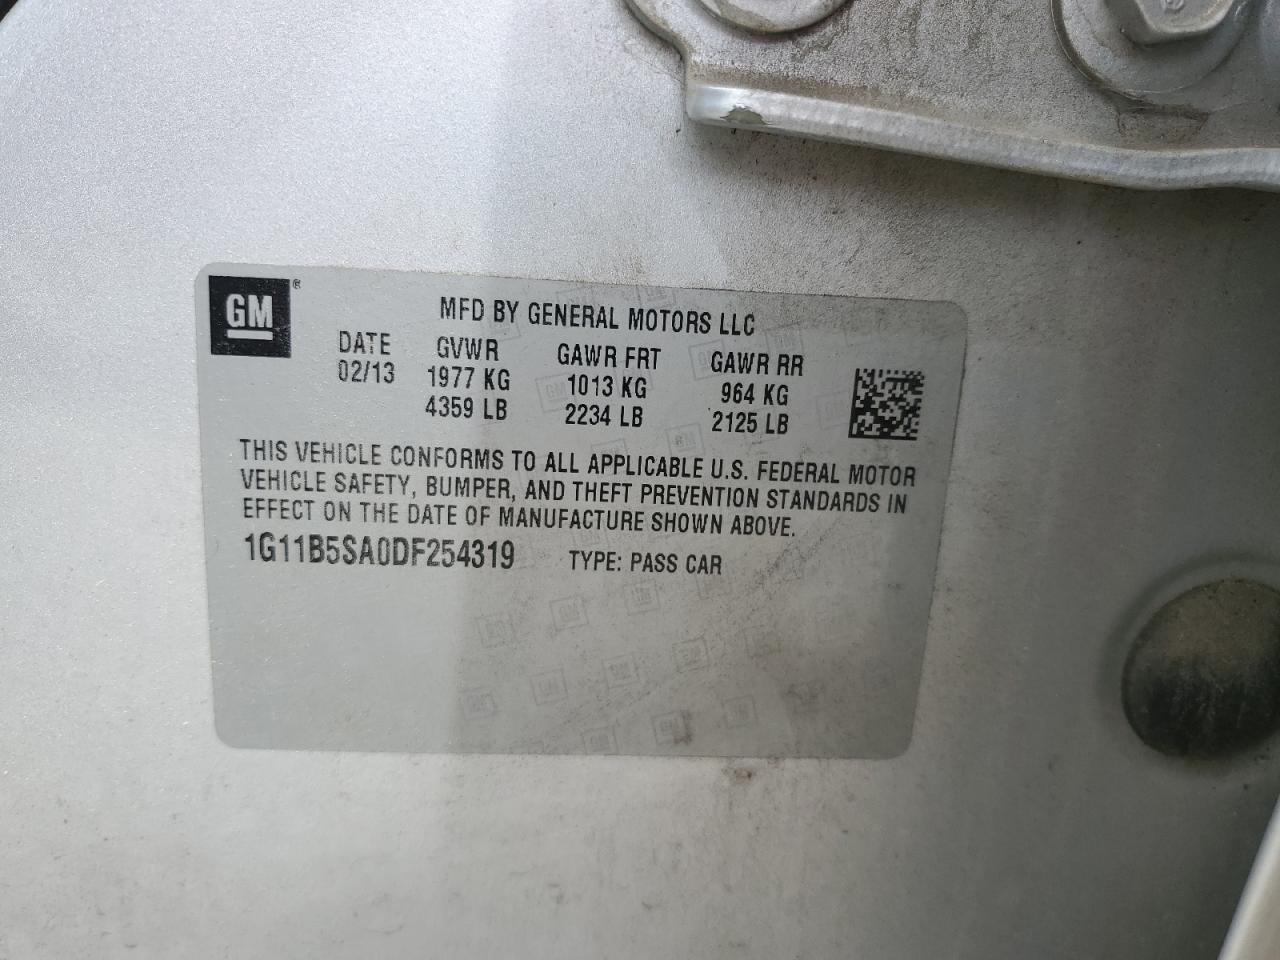 GM®
MFD BY GENERAL MOTORS LLC
DATE GVWR GAWR FRT GAWR RR
02/13 1977 KG 1013 KG 964 KG
4359 LB 2234 LB 2125 LB
THIS VEHICLE CONFORMS TO ALL APPLICABLE U.S. FEDERAL MOTOR
VEHICLE SAFETY, BUMPER, AND THEFT PREVENTION STANDARDS IN
EFFECT ON THE DATE OF MANUFACTURE SHOWN ABOVE.
1G11B5SA0DF254319 TYPE: PASS CAR